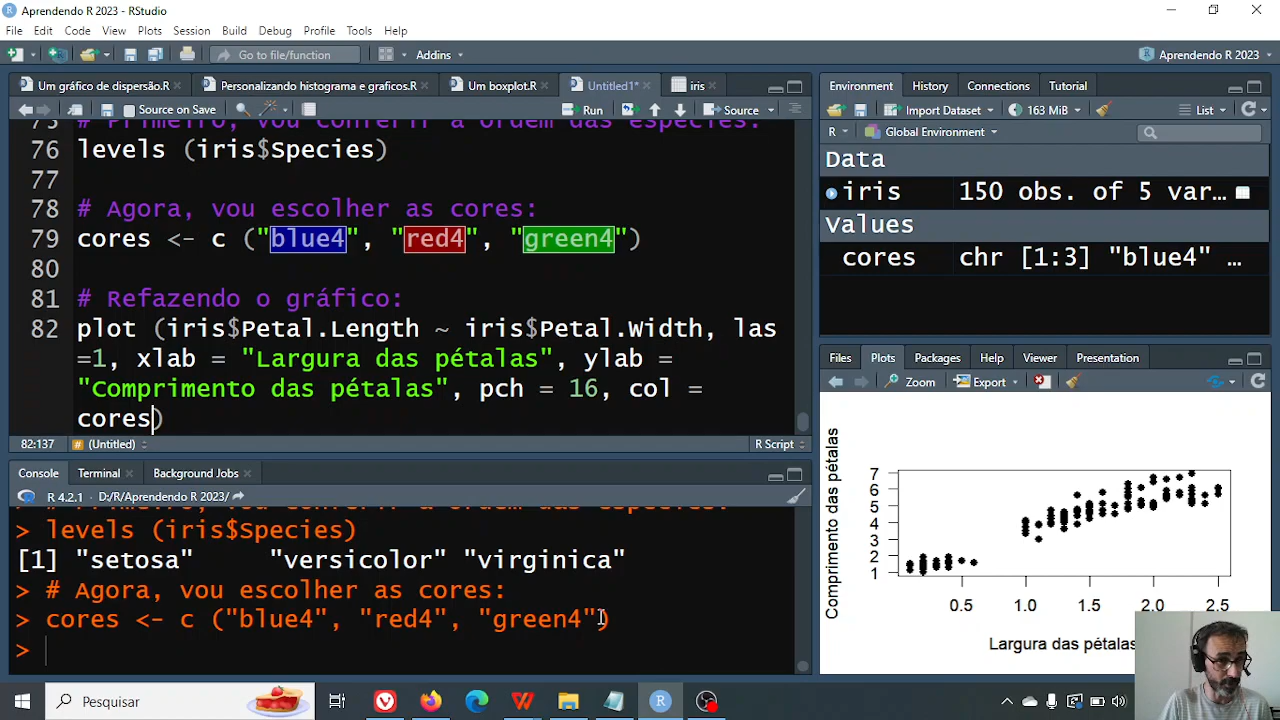 Aprendendo R 2023 - RStudio
File Edit Code View Plots Session Build Debug Profile Tools Help
Go to file/function
Addins
Aprendendo R 2023
Um gráfico de dispersão.R
Personalizando histograma e graficos.R
Um boxplot.R
Untitled1*
iris
Source on Save
Run
Source
# Primeiro, vou conferir a ordem das espécies:
76 levels (iris$Species)
77
78 # Agora, vou escolher as cores:
79 cores <- c ("blue4", "red4", "green4")
80
81 # Refazendo o gráfico:
82 plot (iris$Petal.Length ~ iris$Petal.Width, las
=1, xlab = "Largura das pétalas", ylab =
"Comprimento das pétalas", pch = 16, col =
cores)
82:137 (Untitled) R Script
Console Terminal Background Jobs
R 4.2.1 · D:/R/Aprendendo R 2023/
> levels (iris$Species)
[1] "setosa" "versicolor" "virginica"
> # Agora, vou escolher as cores:
> cores <- c ("blue4", "red4", "green4")
>
Environment History Connections Tutorial
Import Dataset 163 MiB List
R Global Environment
Data
iris 150 obs. of 5 var...
Values
cores chr [1:3] "blue4" ...
Files Plots Packages Help Viewer Presentation
Zoom Export
Comprimento das pétalas
7
6
5
4
3
2
1
0.5 1.0 1.5 2.0 2.5
Largura das pétalas
Pesquisar